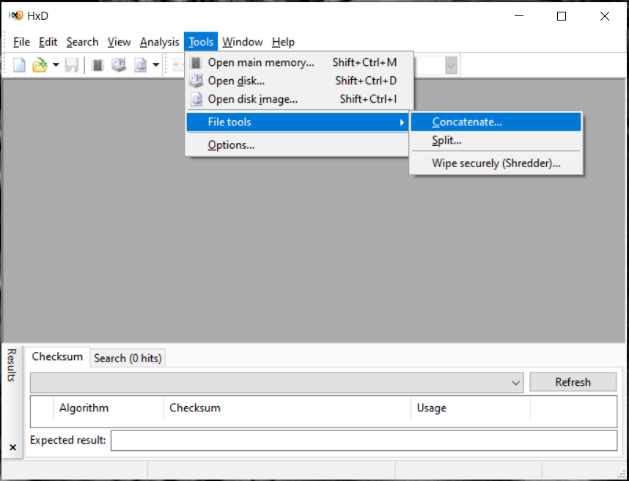 HxD
File Edit Search View Analysis Tools Window Help
Open main memory... Shift+Ctrl+M
Open disk... Shift+Ctrl+D
Open disk image... Shift+Ctrl+I
File tools
Concatenate...
Options...
Split...
Wipe securely (Shredder)...
Results
Checksum Search (0 hits)
Refresh
Algorithm Checksum Usage
Expected result: